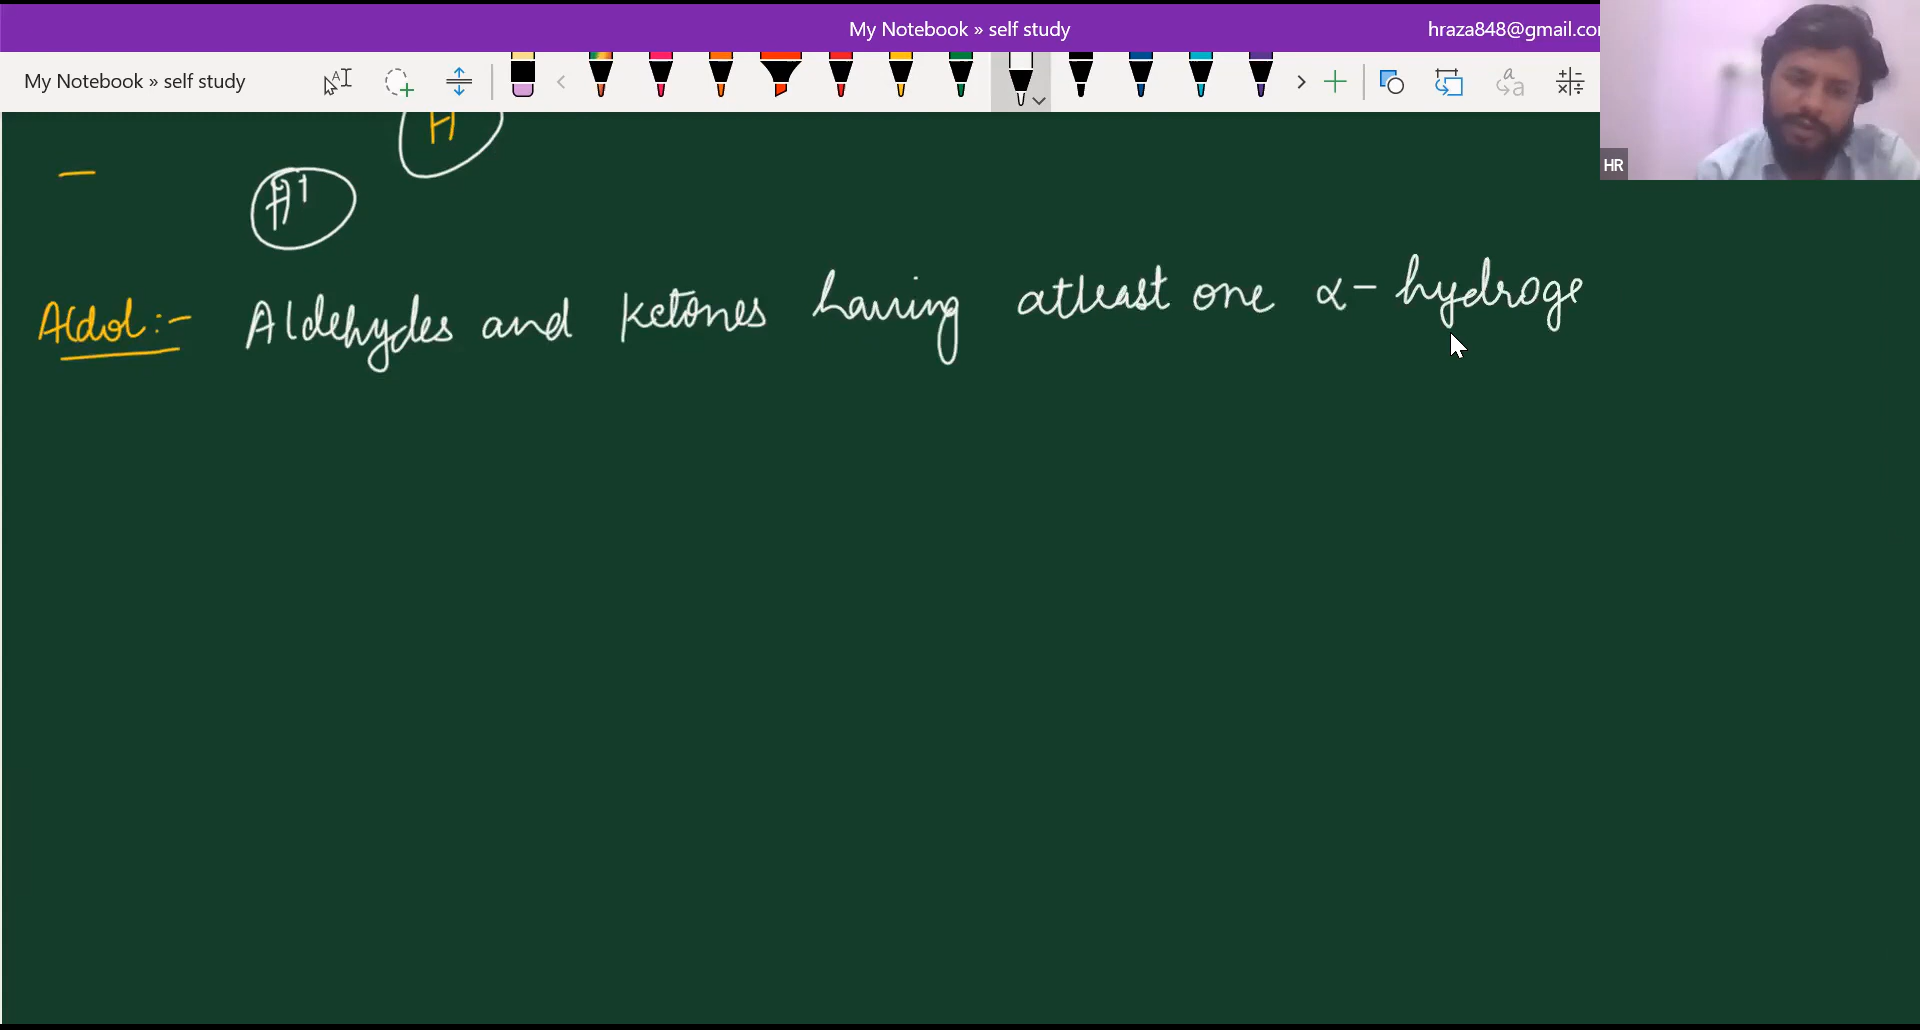 My Notebook » self study
hraza848@gmail.co
My Notebook » self study
HR
H
Aldol :- Aldehydes and ketones having atleast one α- hydroge